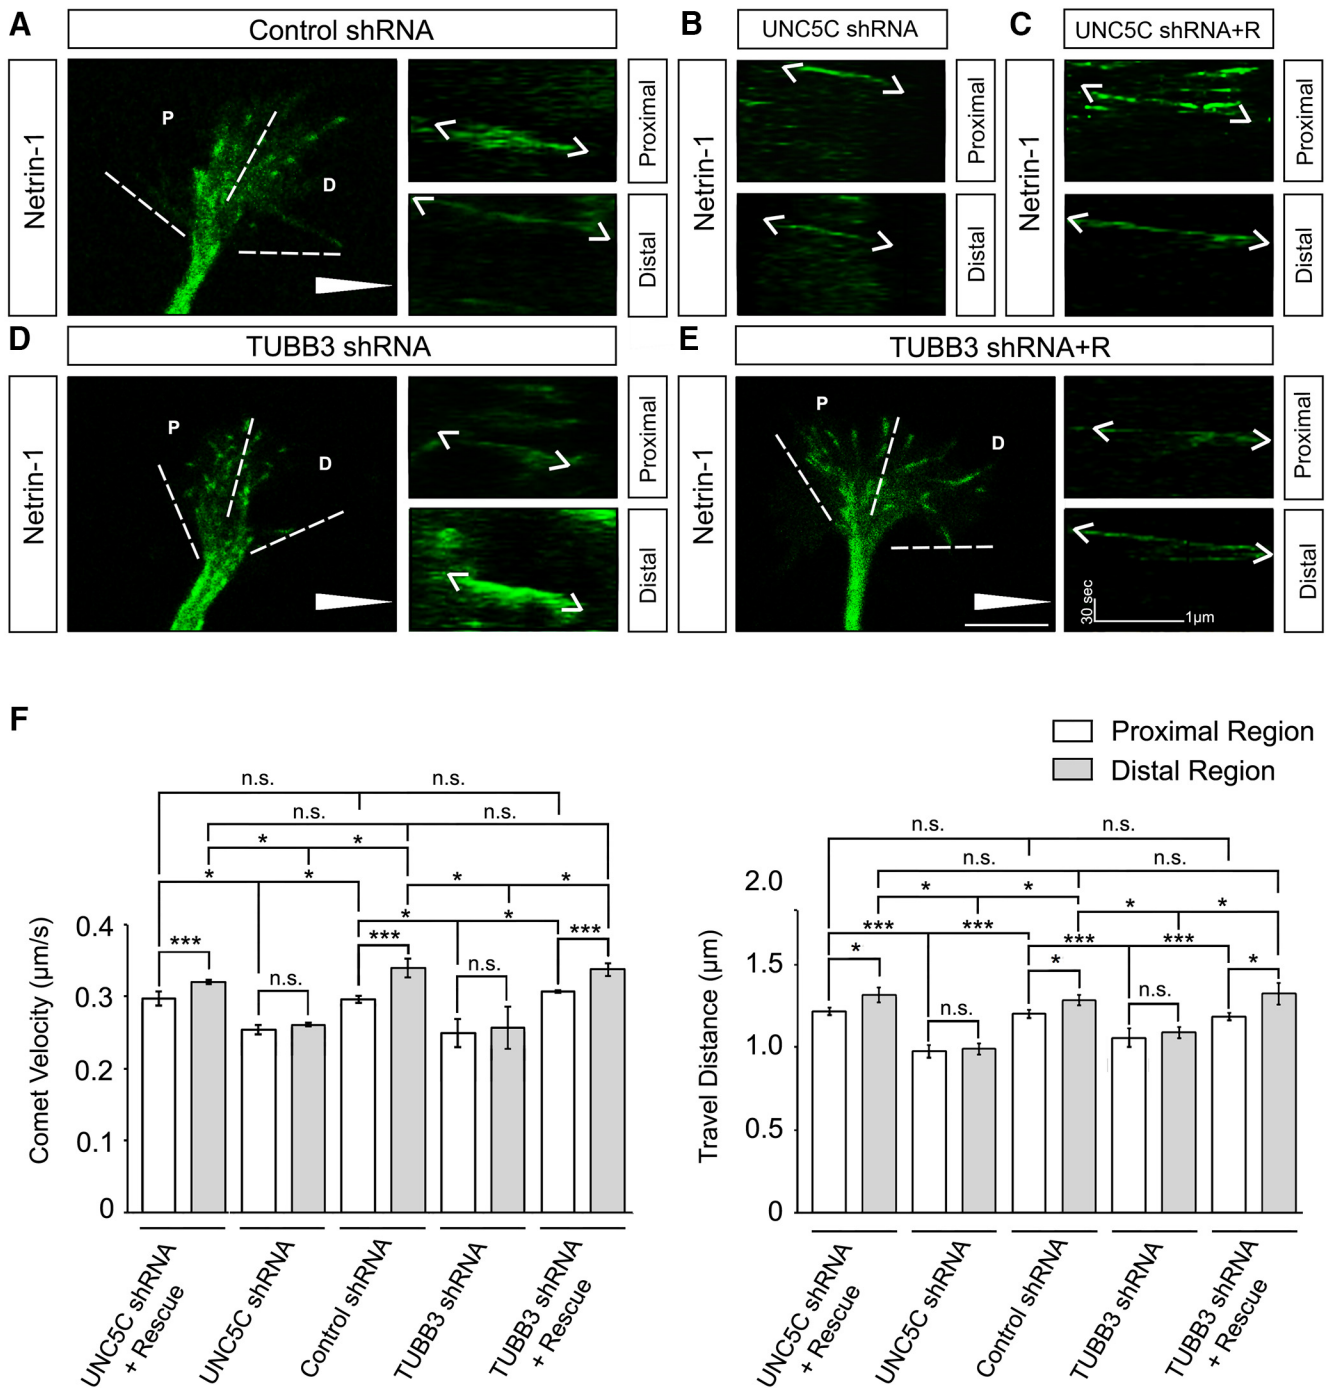 A
Control shRNA
B
UNC5C shRNA
C
UNC5C shRNA+R
Netrin-1
P
D
Proximal
Distal
Netrin-1
Proximal
Distal
Netrin-1
Proximal
Distal
D
TUBB3 shRNA
E
TUBB3 shRNA+R
Netrin-1
P
D
Proximal
Distal
Netrin-1
P
D
30 sec
1µm
Proximal
Distal
F
Proximal Region
Distal Region
Comet Velocity (µm/s)
0.4
0.3
0.2
0.1
0
n.s. n.s.
n.s. n.s.
* *
* * * *
* *
*** *** ***
n.s. n.s.
UNC5C shRNA
+ Rescue
UNC5C shRNA
Control shRNA
TUBB3 shRNA
TUBB3 shRNA
+ Rescue
Travel Distance (µm)
2.0
1.5
1.0
0.5
0
n.s. n.s.
n.s. n.s.
* *
* *
*** *** *** ***
* * *
n.s. n.s.
UNC5C shRNA
+ Rescue
UNC5C shRNA
Control shRNA
TUBB3 shRNA
TUBB3 shRNA
+ Rescue